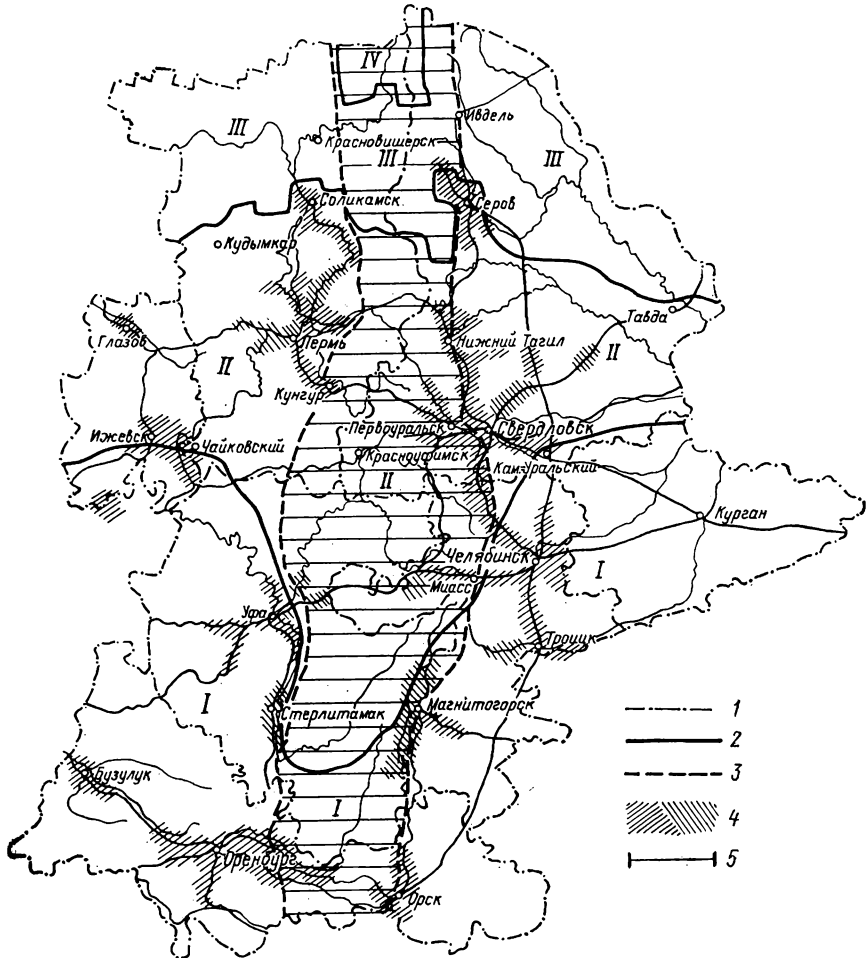 IV
Ивдель
III
Красновишерск
III
III
Соликамск
Серов
Кудымкар
Тавда
Глазов
Пермь
Нижний Тагил
II
II
Кунгур
Первоуральск
Свердловск
Ижевск
Чайковский
Красноуфимск
Кам-Уральский
II
Курган
Челябинск
I
Миасс
Уфа
Троицк
I
Стерлитамак
Магнитогорск
1
2
3
4
5
Бузулук
I
Оренбург
Орск